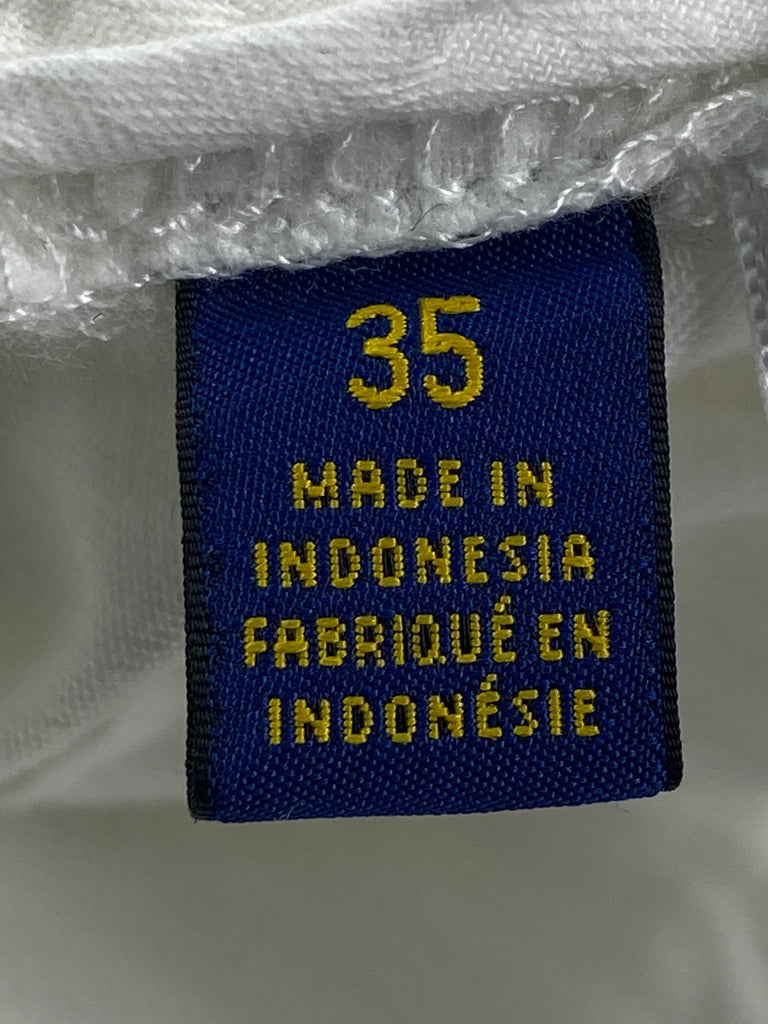 35
MADE IN
INDONESIA
FABRIQUÉ EN
INDONÉSIE